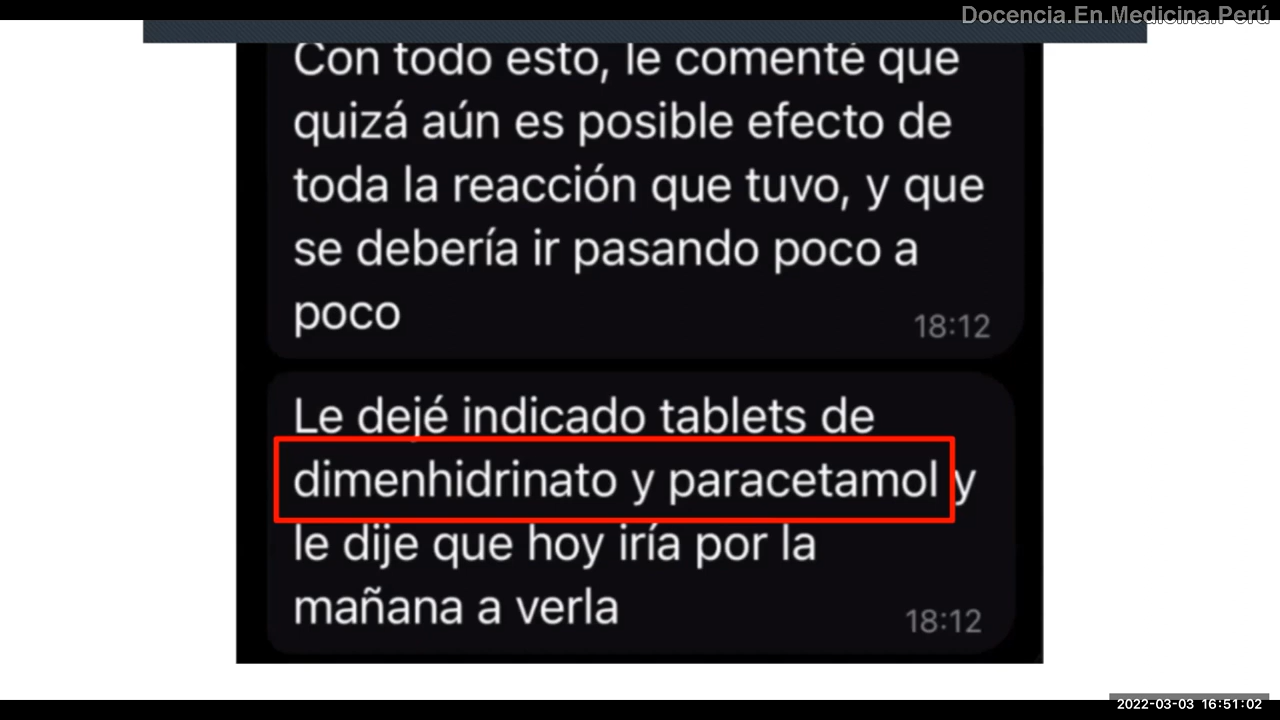 Docencia.En.Medicina.Perú
Con todo esto, le comenté que
quizá aún es posible efecto de
toda la reacción que tuvo, y que
se debería ir pasando poco a
poco
18:12
Le dejé indicado tablets de
dimenhidrinato y paracetamol y
le dije que hoy iría por la
mañana a verla
18:12
2022-03-03 16:51:02